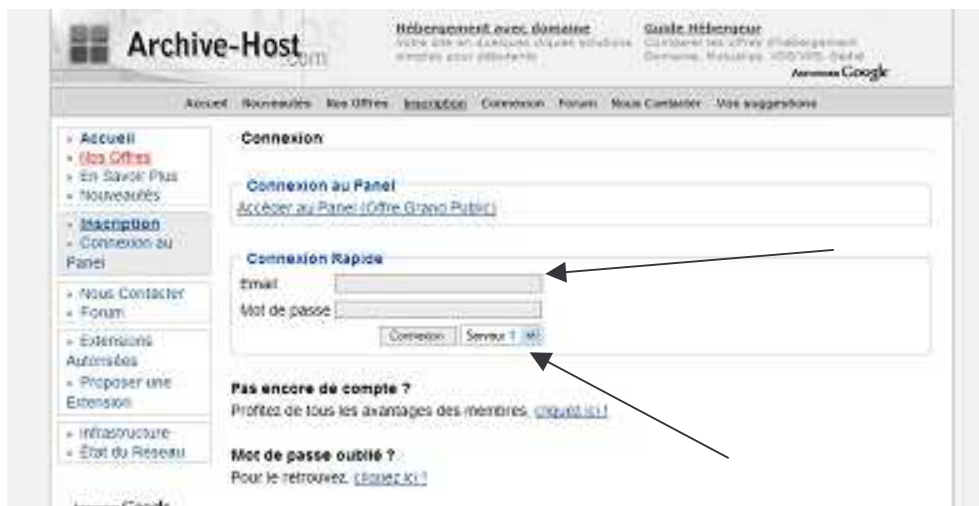 Archive-Host
.com
Hébergement avec domaine
Guide Hébergeur
Annonces Google
Accueil Nouveautés Nos Offres Inscription Connexion Forum Nous Contacter Vos suggestions
Accueil
Nos Offres
En Savoir Plus
Nouveautés
Inscription
Connexion au
Panel
Nous Contacter
Forum
Extensions
Autorisées
Proposer une
Extension
Infrastructure
État du Réseau
Google
Connexion
Connexion au Panel
Accéder au Panel (Offre Grand Public)
Connexion Rapide
Email
Mot de passe
Connexion Serveur 1
Pas encore de compte ?
Profitez de tous les avantages des membres, cliquez ici !
Mot de passe oublié ?
Pour le retrouvez, cliquez ici !